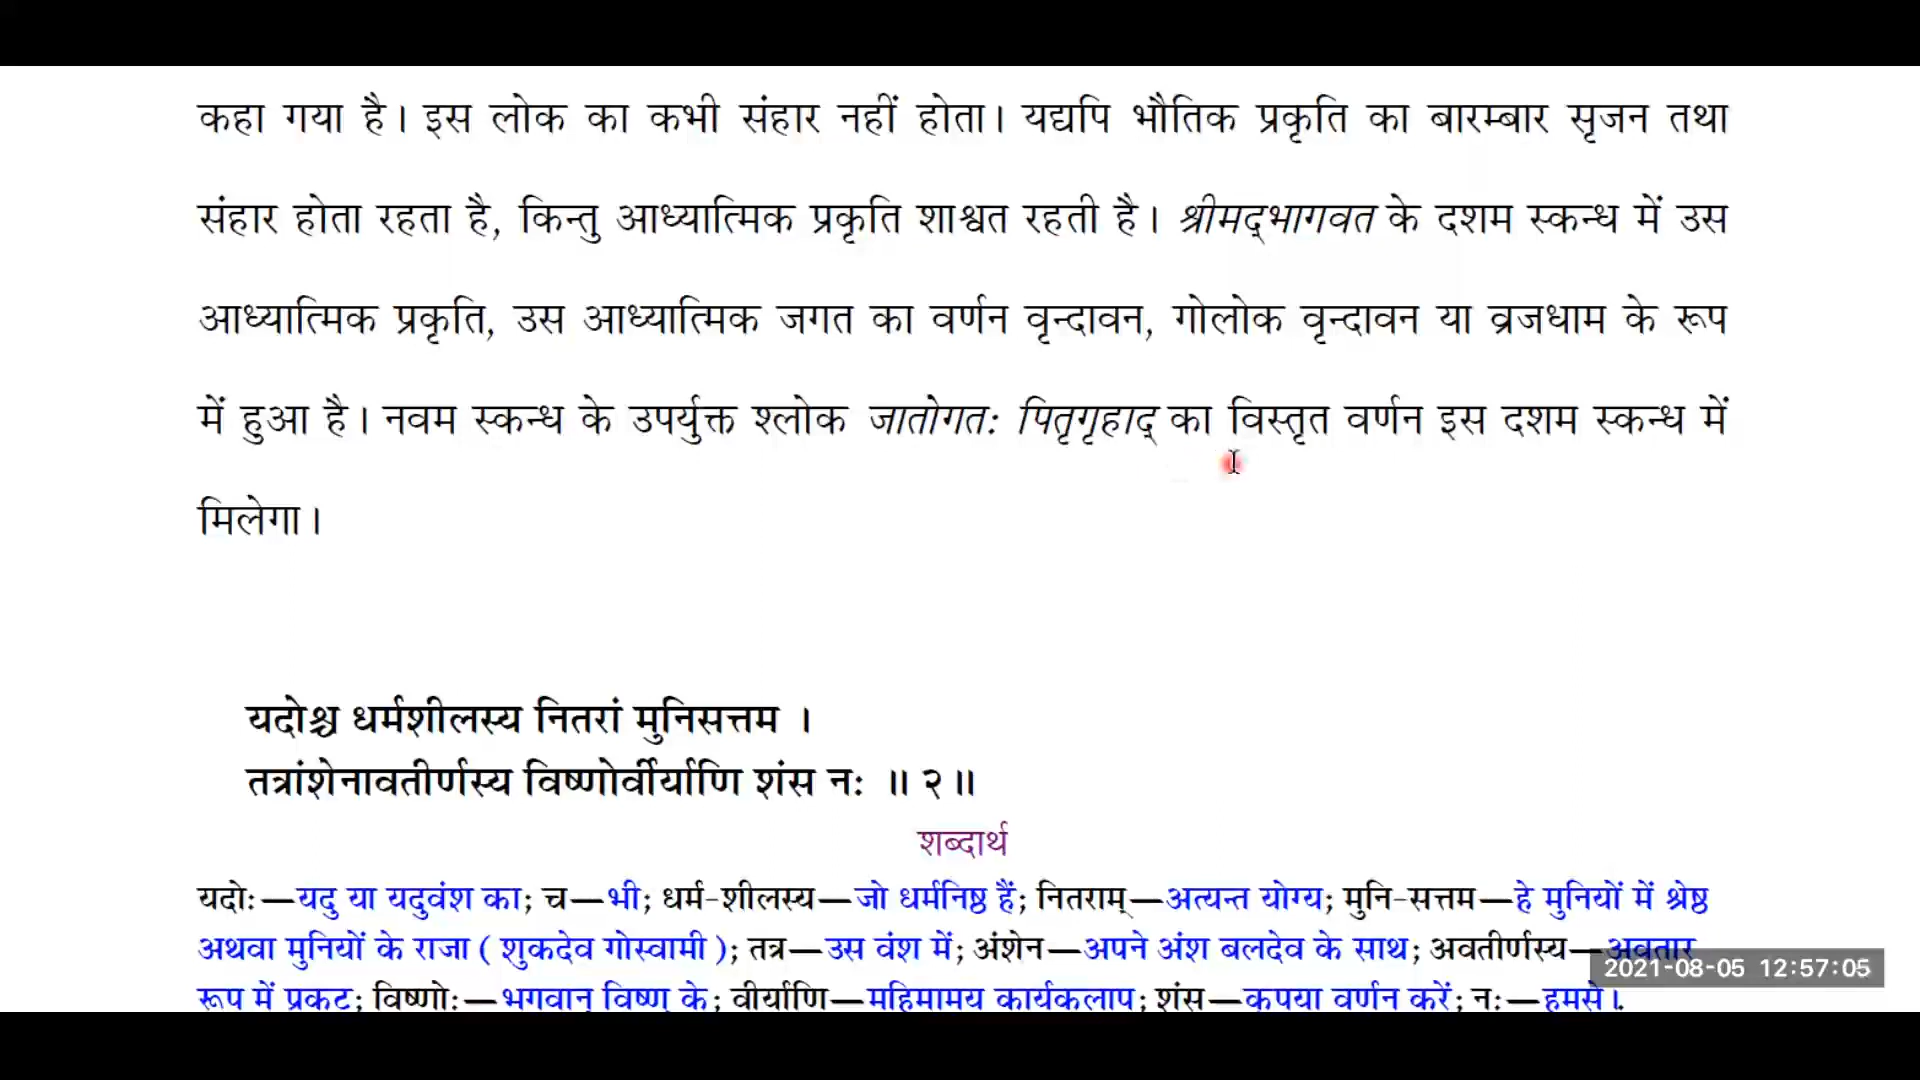 कहा गया है। इस लोक का कभी संहार नहीं होता। यद्यपि भौतिक प्रकृति का बारम्बार सृजन तथा
संहार होता रहता है, किन्तु आध्यात्मिक प्रकृति शाश्वत रहती है। श्रीमद्‌भागवत के दशम स्कन्ध में उस
आध्यात्मिक प्रकृति, उस आध्यात्मिक जगत का वर्णन वृन्दावन, गोलोक वृन्दावन या व्रजधाम के रूप
में हुआ है। नवम स्कन्ध के उपर्युक्त श्लोक जातोगतः पितृगृहाद् का विस्तृत वर्णन इस दशम स्कन्ध में
मिलेगा।
यदोश्च धर्मशीलस्य नितरां मुनिसत्तम ।
तत्रांशेनावतीर्णस्य विष्णोर्वीर्याणि शंस नः ॥ २॥
शब्दार्थ
यदोः—यदु या यदुवंश का; च—भी; धर्म-शीलस्य—जो धर्मनिष्ठ हैं; नितराम्—अत्यन्त योग्य; मुनि-सत्तम—हे मुनियों में श्रेष्ठ
अथवा मुनियों के राजा ( शुकदेव गोस्वामी ); तत्र—उस वंश में; अंशेन—अपने अंश बलदेव के साथ; अवतीर्णस्य—अवतार
रूप में प्रकट; विष्णोः—भगवान् विष्णु के; वीर्याणि—महिमामय कार्यकलाप; शंस—कृपया वर्णन करें; नः—हमसे।.
2021-08-05 12:57:05